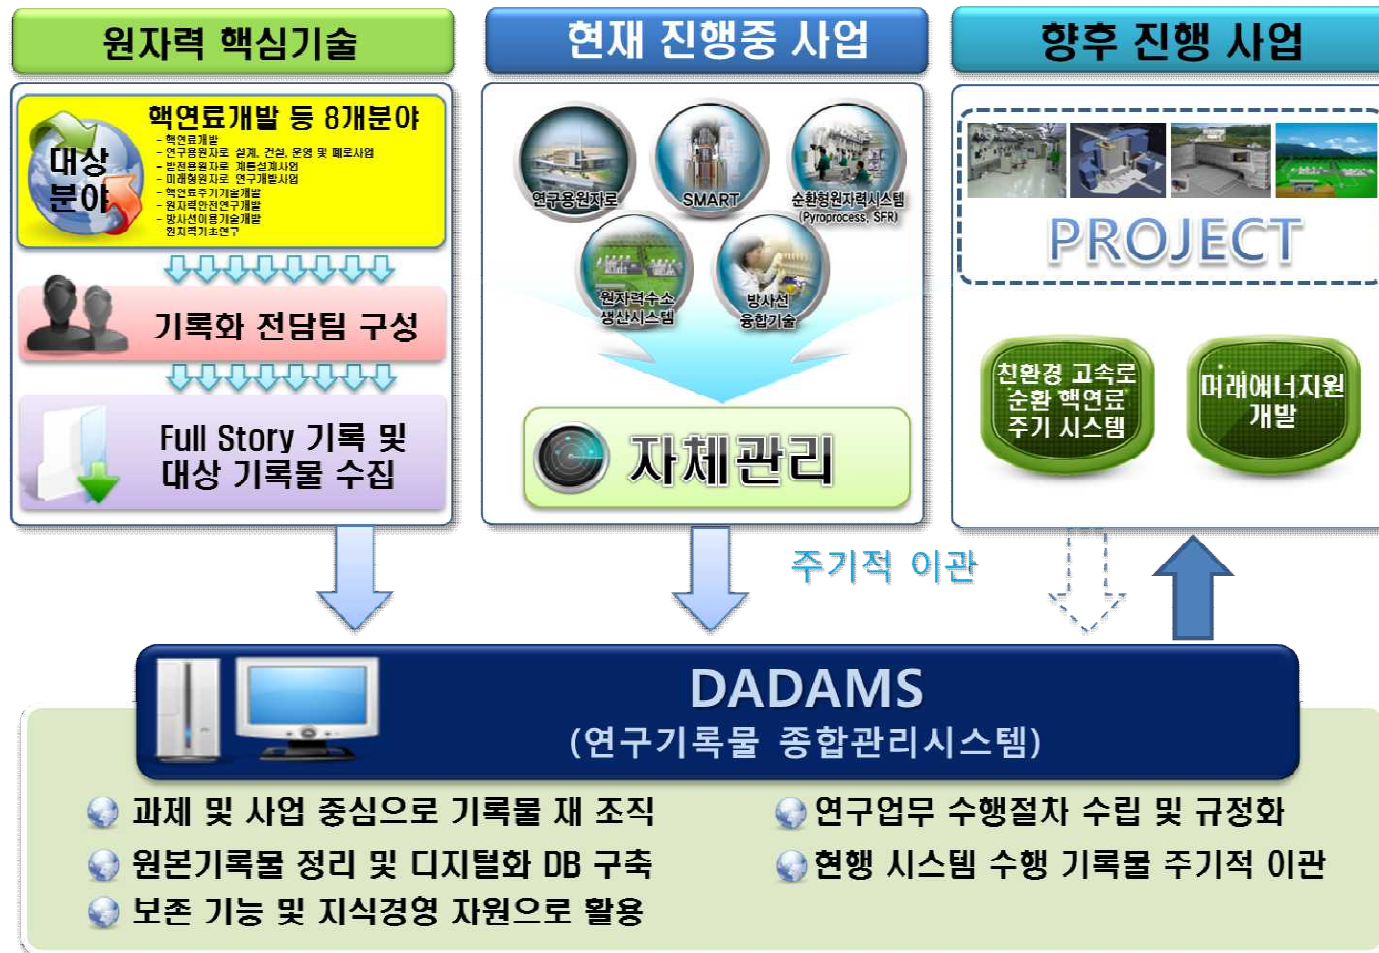 원자력 핵심기술
현재 진행중 사업
향후 진행 사업
대상
분야
핵연료개발 등 8개분야
- 핵연료개발
- 연구용원자로 설계, 건설, 운영 및 폐로사업
- 발전용원자로 계통설계사업
- 미래형원자로 연구개발사업
- 핵연료주기기술개발
- 원자력안전연구개발
- 방사선이용기술개발
원자력기초연구
기록화 전담팀 구성
Full Story 기록 및
대상 기록물 수집
연구용원자로
SMART
순환형원자력시스템
(Pyroprocess, SFR)
원자력수소
생산시스템
방사선
융합기술
자체관리
PROJECT
친환경 고속로
순환 핵연료
주기 시스템
미래에너지원
개발
주기적 이관
DADAMS
(연구기록물 종합관리시스템)
과제 및 사업 중심으로 기록물 재 조직
원본기록물 정리 및 디지털화 DB 구축
보존 기능 및 지식경영 자원으로 활용
연구업무 수행절차 수립 및 규정화
현행 시스템 수행 기록물 주기적 이관